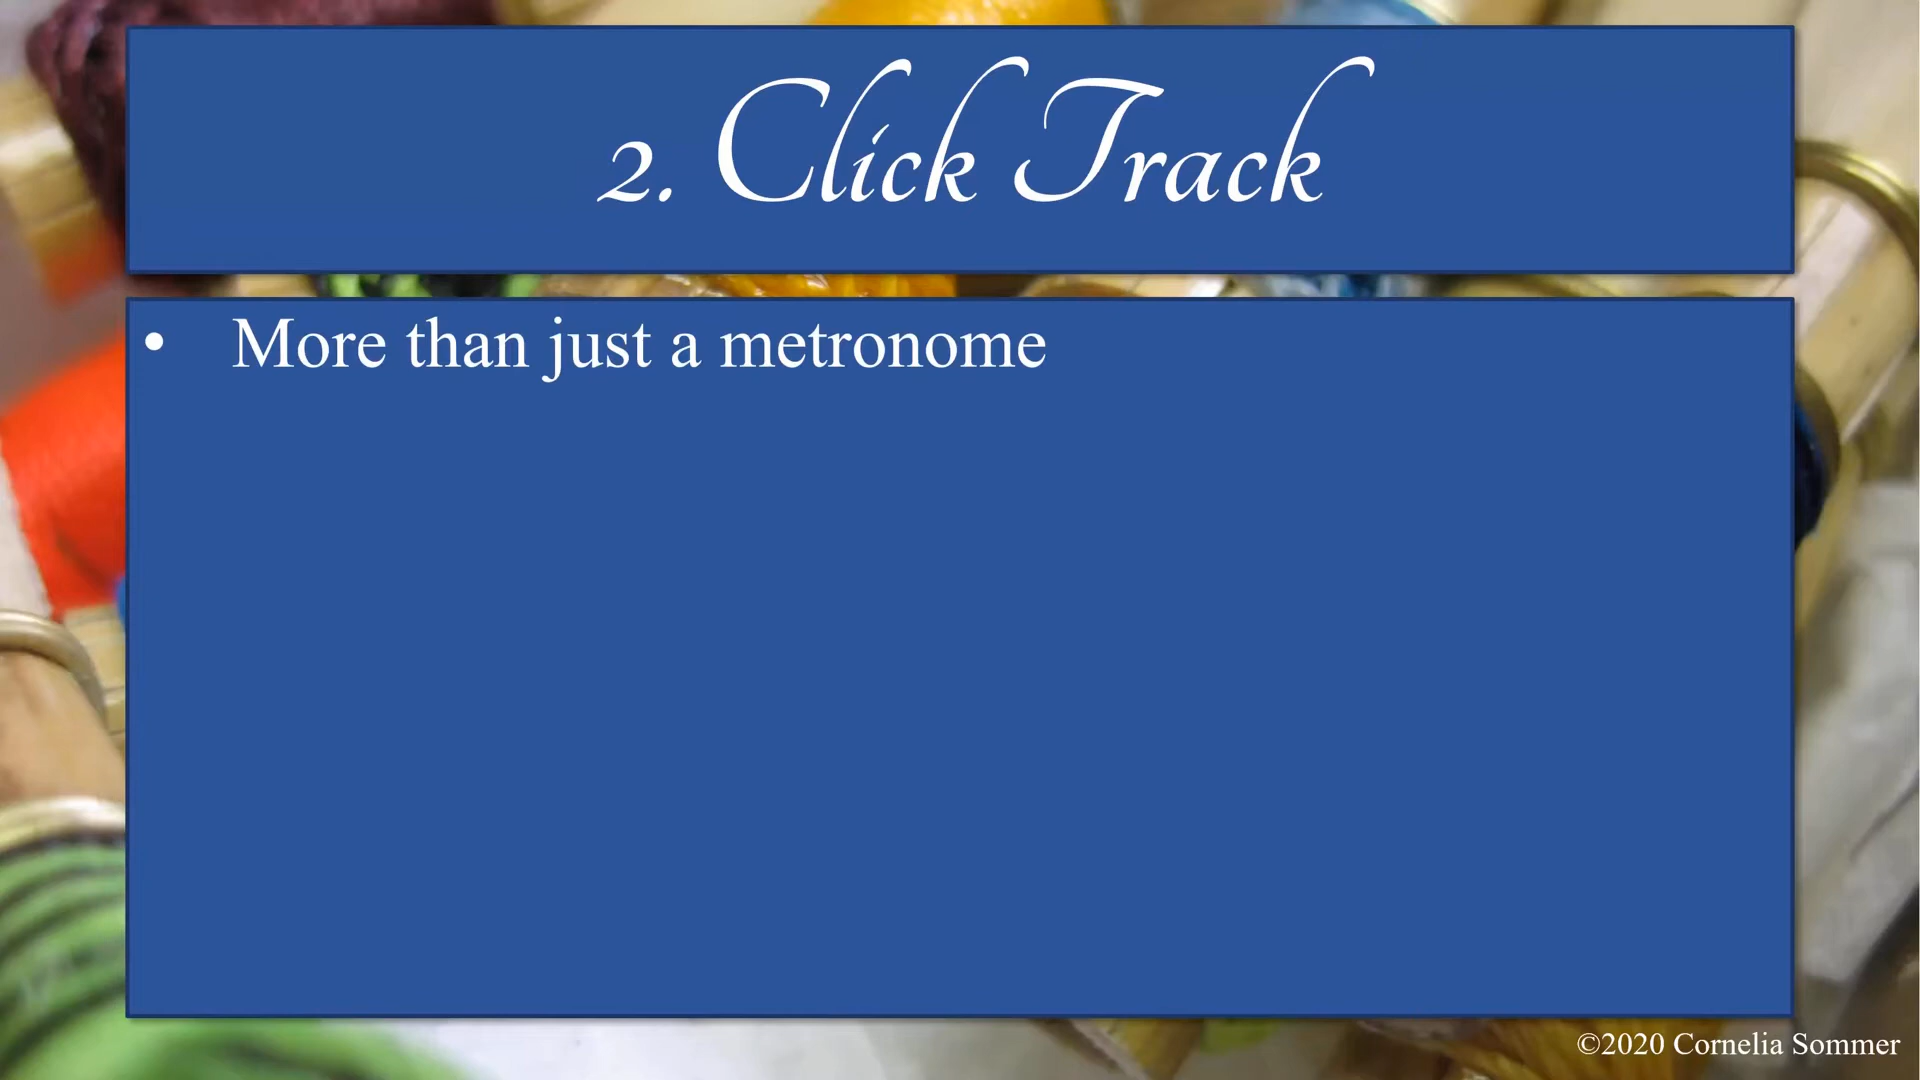 2. Click Track
• More than just a metronome
©2020 Cornelia Sommer